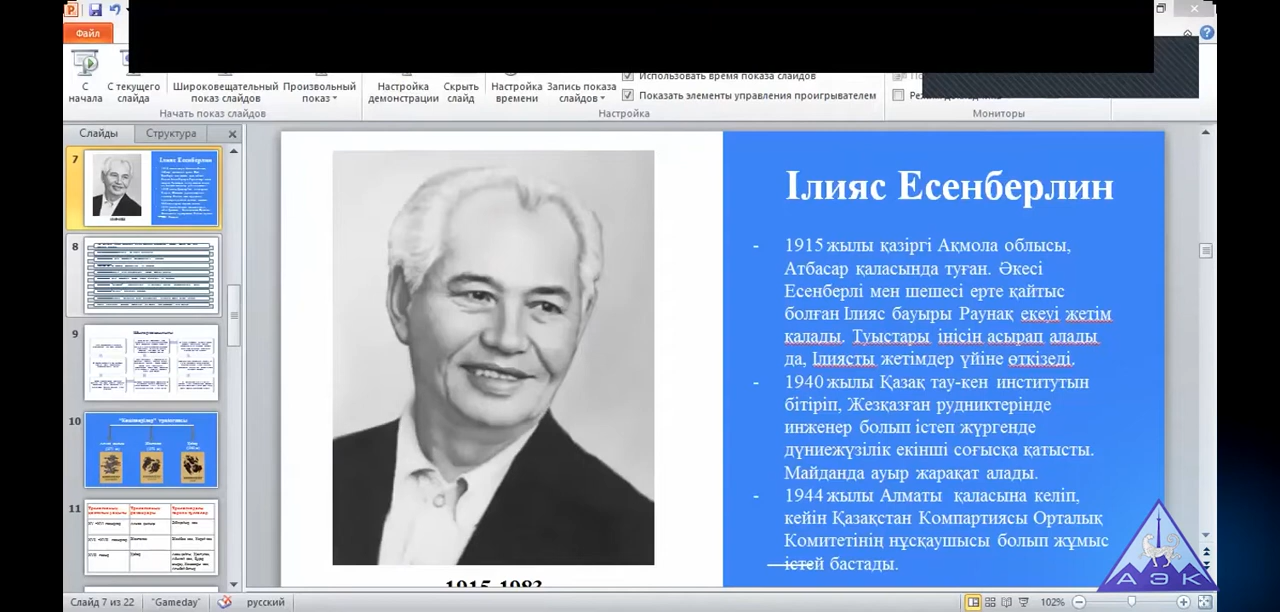 Файл
С начала
С текущего слайда
Широковещательный показ слайдов
Произвольный показ
Настройка демонстрации
Скрыть слайд
Настройка времени
Запись показа слайдов
Использовать время показа слайдов
Показать элементы управления проигрывателем
Начать показ слайдов
Настройка
Мониторы
Слайды
Структура
7
8
9
10
11
Ілияс Есенберлин
- 1915 жылы қазіргі Ақмола облысы,
Атбасар қаласында туған. Әкесі
Есенберлі мен шешесі ерте қайтыс
болған Ілияс бауыры Раунақ екеуі жетім
қалады. Туыстары інісін асырап алады
да, Ілиясты жетімдер үйіне өткізеді.
- 1940 жылы Қазақ тау-кен институтын
бітіріп, Жезқазған рудниктерінде
инженер болып істеп жүргенде
дүниежүзілік екінші соғысқа қатысты.
Майданда ауыр жарақат алады.
- 1944 жылы Алматы қаласына келіп,
кейін Қазақстан Компартиясы Орталық
Комитетінің нұсқаушысы болып жұмыс
істей бастады.
1915-1983
АЭК
Слайд 7 из 22
"Gameday"
русский
102%